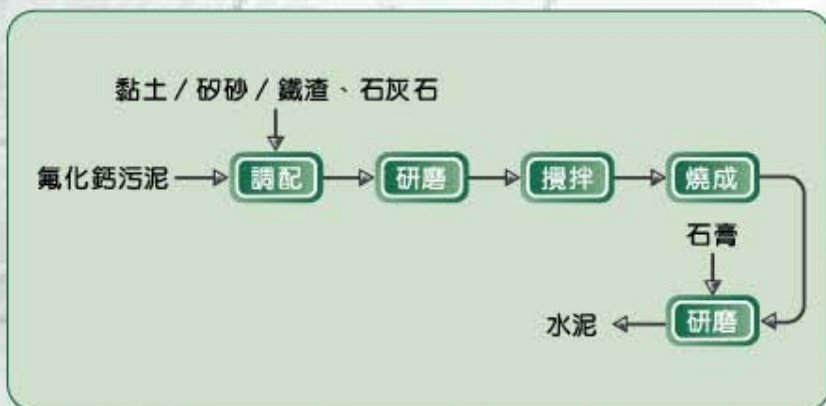 黏土 / 矽砂 / 鐵渣、石灰石
氟化鈣污泥
調配
研磨
攪拌
燒成
石膏
研磨
水泥